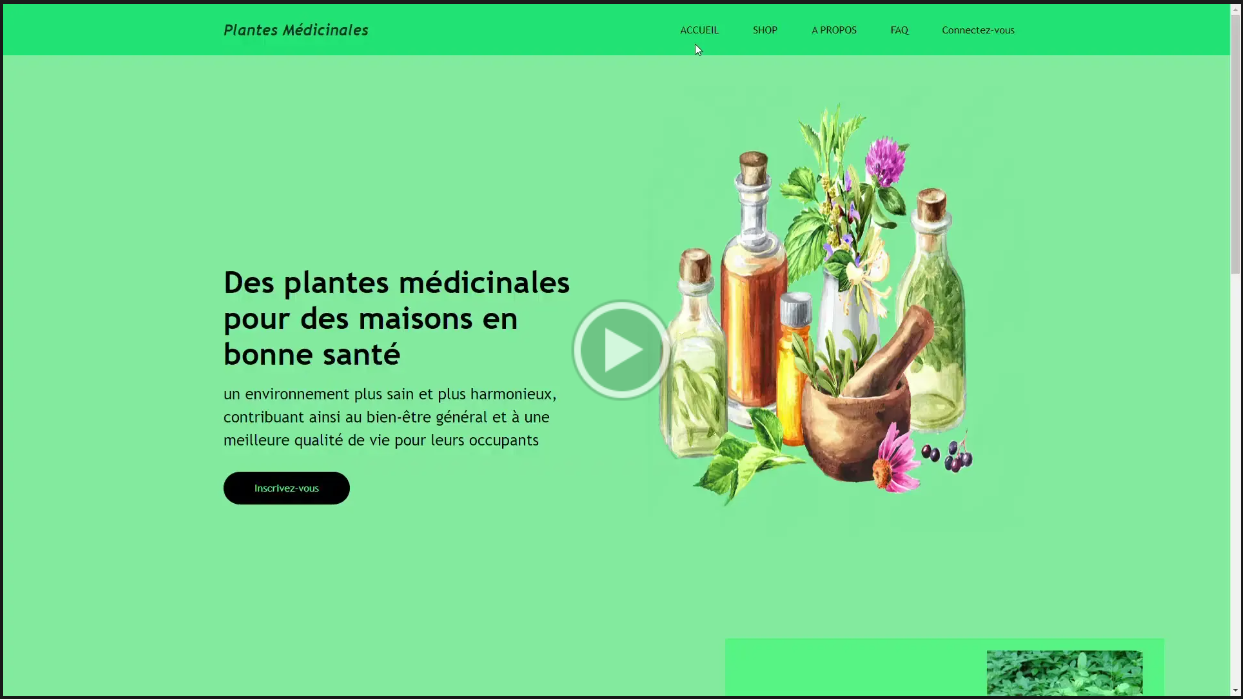 Plantes Médicinales
ACCUEIL SHOP A PROPOS FAQ Connectez-vous
Des plantes médicinales
pour des maisons en
bonne santé
un environnement plus sain et plus harmonieux,
contribuant ainsi au bien-être général et à une
meilleure qualité de vie pour leurs occupants
Inscrivez-vous